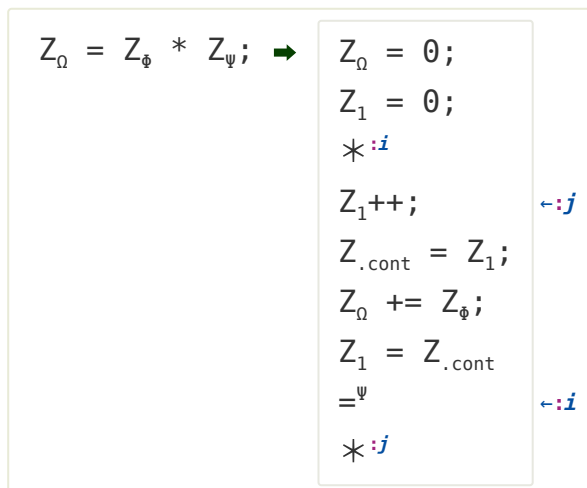 Z_Ω = Z_Φ * Z_Ψ; ➡ Z_Ω = 0;
Z_1 = 0;
*^:i
Z_1++; ←:j
Z_.cont = Z_1;
Z_Ω += Z_Φ;
Z_1 = Z_.cont
=^Ψ ←:i
*^:j